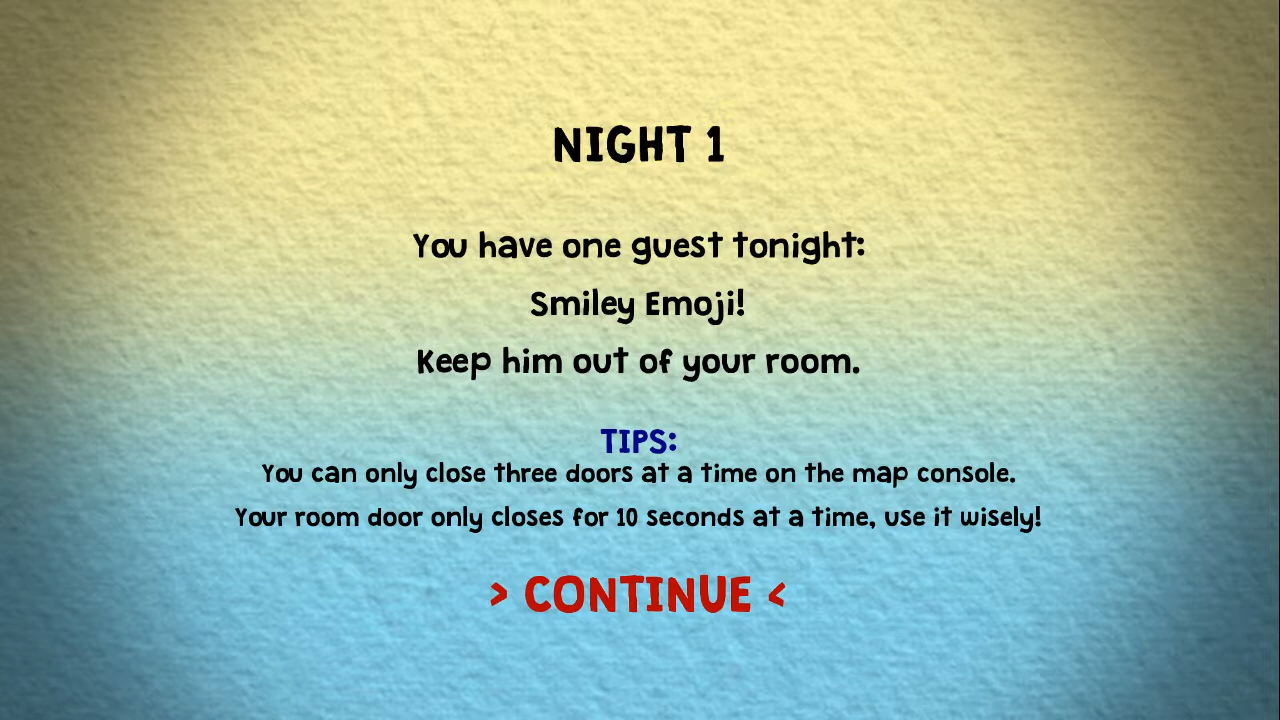 NIGHT 1
You have one guest tonight:
Smiley Emoji!
Keep him out of your room.
TIPS:
You can only close three doors at a time on the map console.
Your room door only closes for 10 seconds at a time, use it wisely!
> CONTINUE <